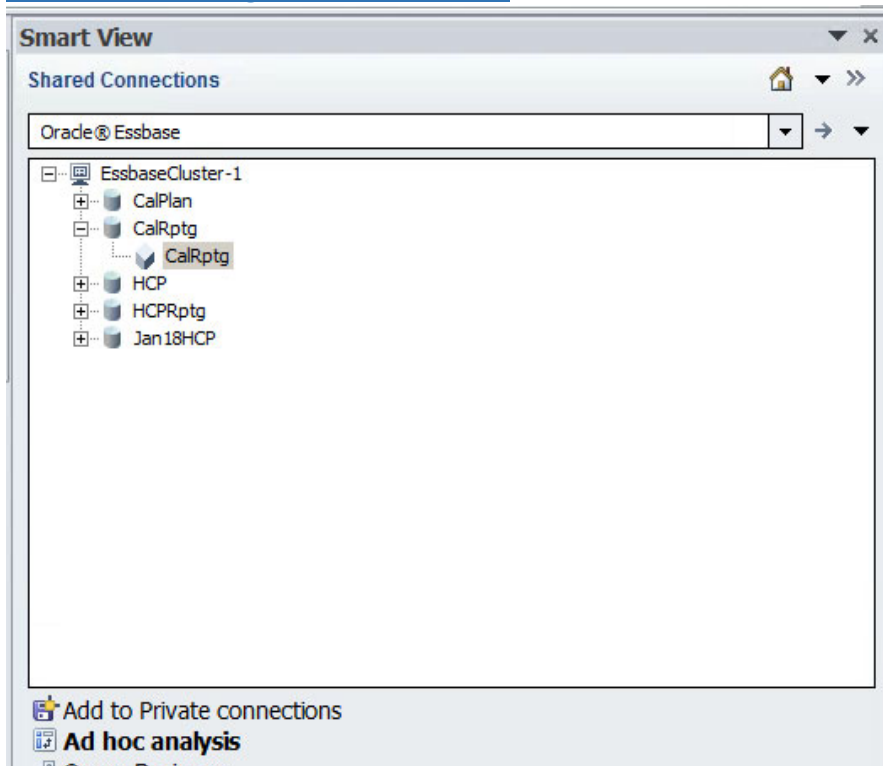 Smart View
Shared Connections
Oracle® Essbase
EssbaseCluster-1
CalPlan
CalRptg
CalRptg
HCP
HCPRptg
Jan18HCP
Add to Private connections
Ad hoc analysis